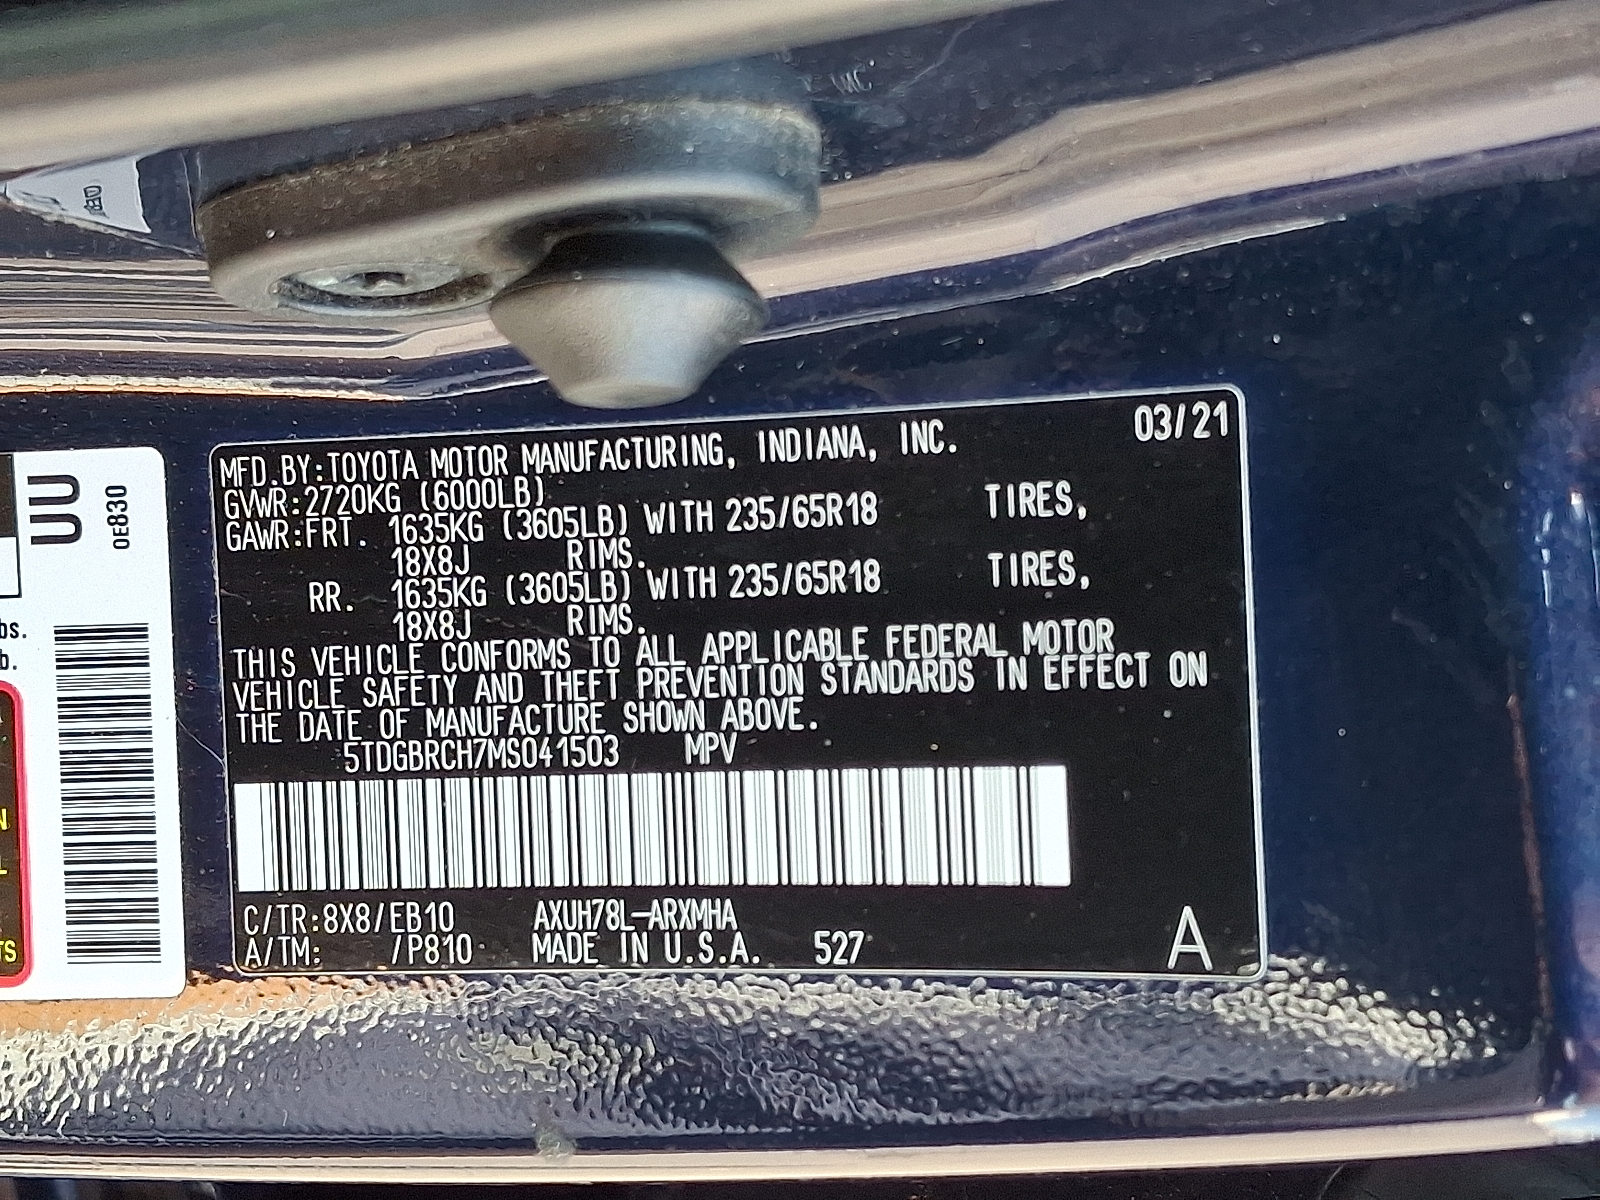 MFD.BY:TOYOTA MOTOR MANUFACTURING, INDIANA, INC. 03/21
GVWR:2720KG (6000LB)
GAWR:FRT. 1635KG (3605LB) WITH 235/65R18 TIRES,
18X8J RIMS.
RR. 1635KG (3605LB) WITH 235/65R18 TIRES,
18X8J RIMS.
THIS VEHICLE CONFORMS TO ALL APPLICABLE FEDERAL MOTOR
VEHICLE SAFETY AND THEFT PREVENTION STANDARDS IN EFFECT ON
THE DATE OF MANUFACTURE SHOWN ABOVE.
5TDGBRCH7MS041503 MPV
C/TR:8X8/EB10 AXUH78L-ARXMHA
A/TM: /P810 MADE IN U.S.A. 527 A
UU
0E830
bs.
b.
N
L
TS